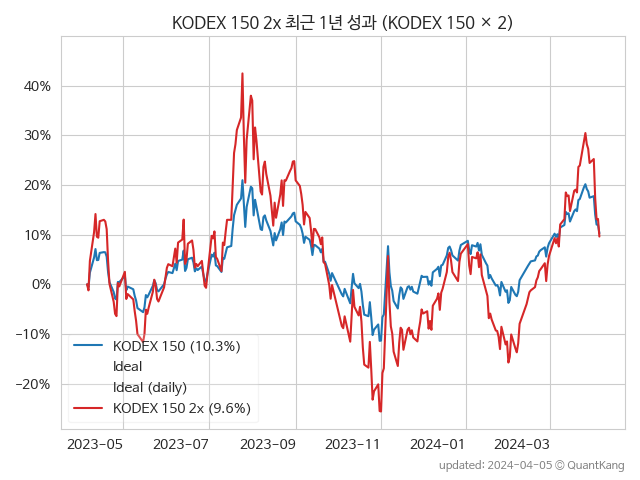 KODEX 150 2x 최근 1년 성과 (KODEX 150 × 2)
40%
30%
20%
10%
0%
−10%
−20%
KODEX 150 (10.3%)
Ideal
Ideal (daily)
KODEX 150 2x (9.6%)
2023-05 2023-07 2023-09 2023-11 2024-01 2024-03
updated: 2024-04-05 © QuantKang